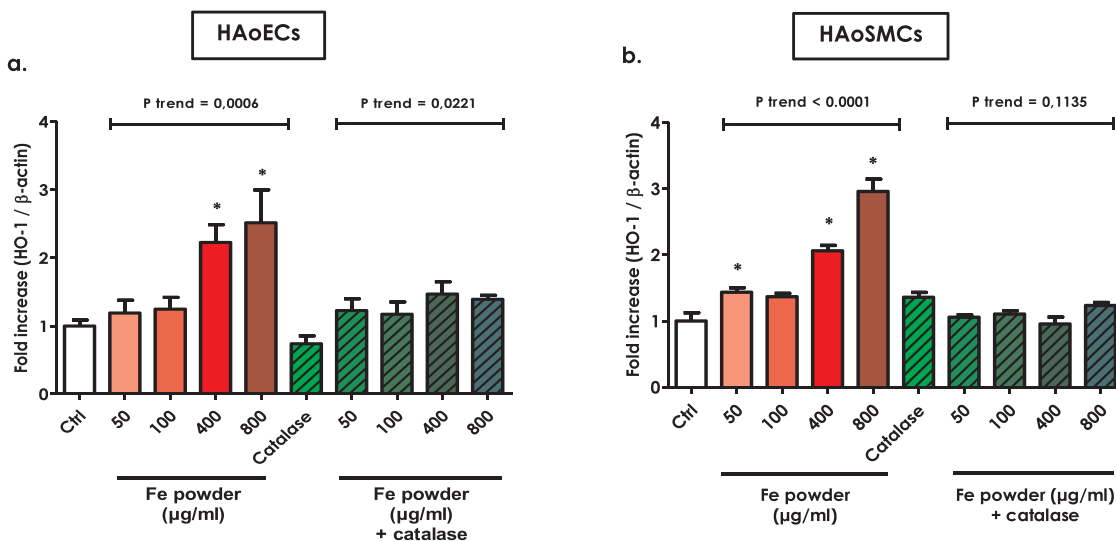 HAoECs
a.
P trend = 0,0006
P trend = 0,0221
Fold increase (HO-1 / β-actin)
4
3
2
1
0
*
*
Ctrl
50
100
400
800
Catalase
50
100
400
800
Fe powder
(µg/ml)
Fe powder
(µg/ml)
+ catalase
HAoSMCs
b.
P trend < 0.0001
P trend = 0,1135
Fold increase (HO-1 / β-actin)
4
3
2
1
0
*
*
*
Ctrl
50
100
400
800
Catalase
50
100
400
800
Fe powder
(µg/ml)
Fe powder (µg/ml)
+ catalase